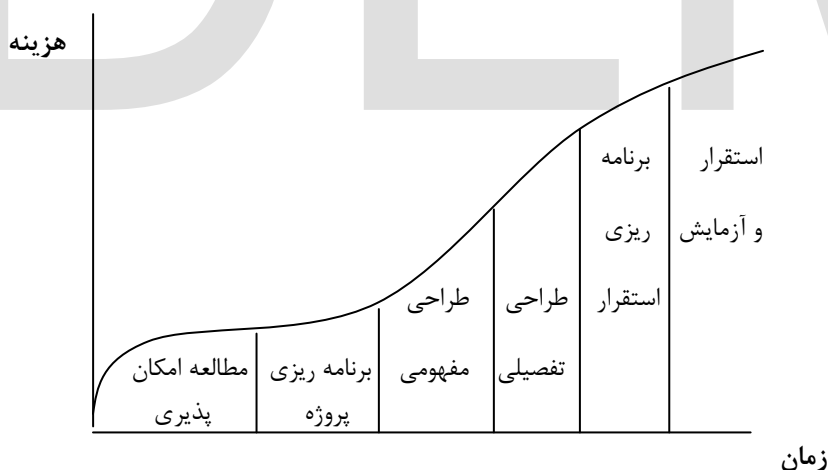 هزینه
مطالعه امکان
پذیری
برنامه ریزی
پروژه
طراحی
مفهومی
طراحی
تفصیلی
برنامه
ریزی
استقرار
استقرار
و آزمایش
زمان